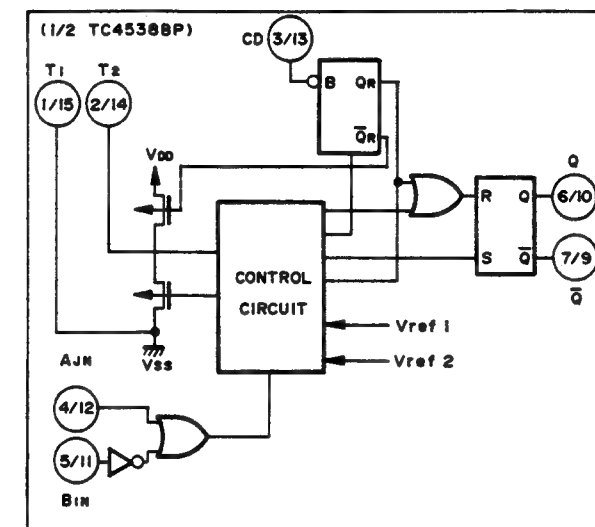 (1/2 TC4538BP)
CD 3/13
T1 T2
1/15 2/14
B QR
Q̅R
VDD
Q
R Q 6/10
S Q̅ 7/9
Q̅
CONTROL
CIRCUIT
Vref 1
Vref 2
VSS
AIN
4/12
5/11
BIN